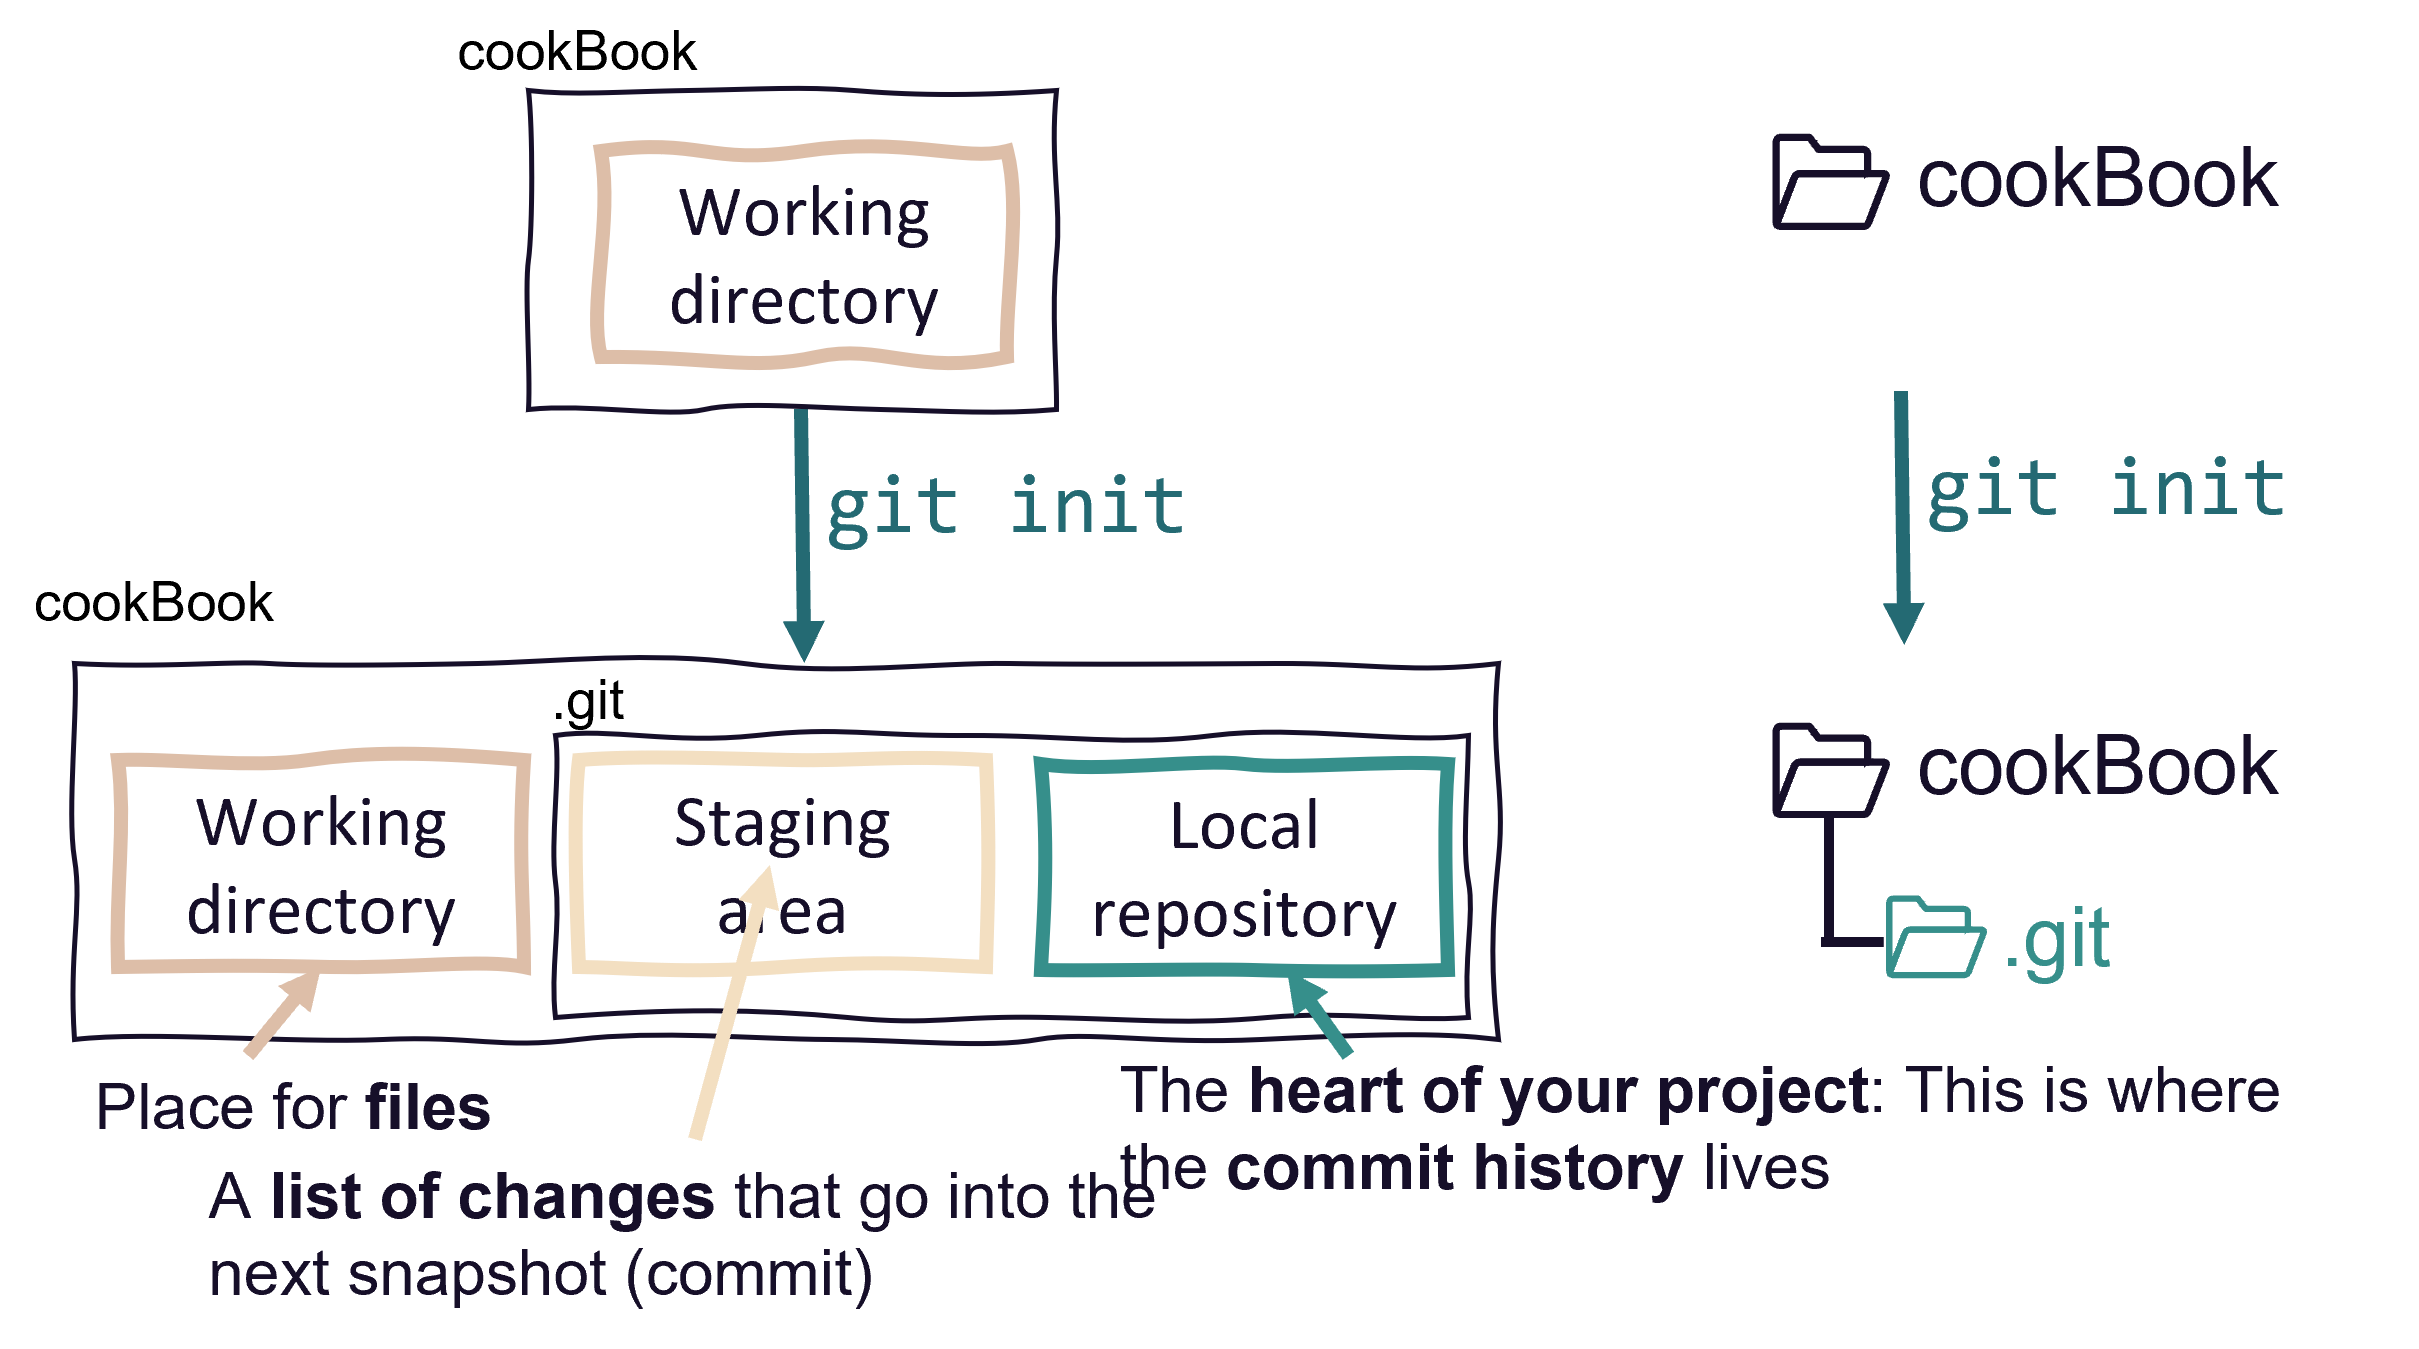 cookBook
Working
directory
git init
cookBook
.git
Working
directory
Staging
area
Local
repository
Place for files
A list of changes that go into the
next snapshot (commit)
The heart of your project: This is where
the commit history lives
cookBook
git init
cookBook
.git